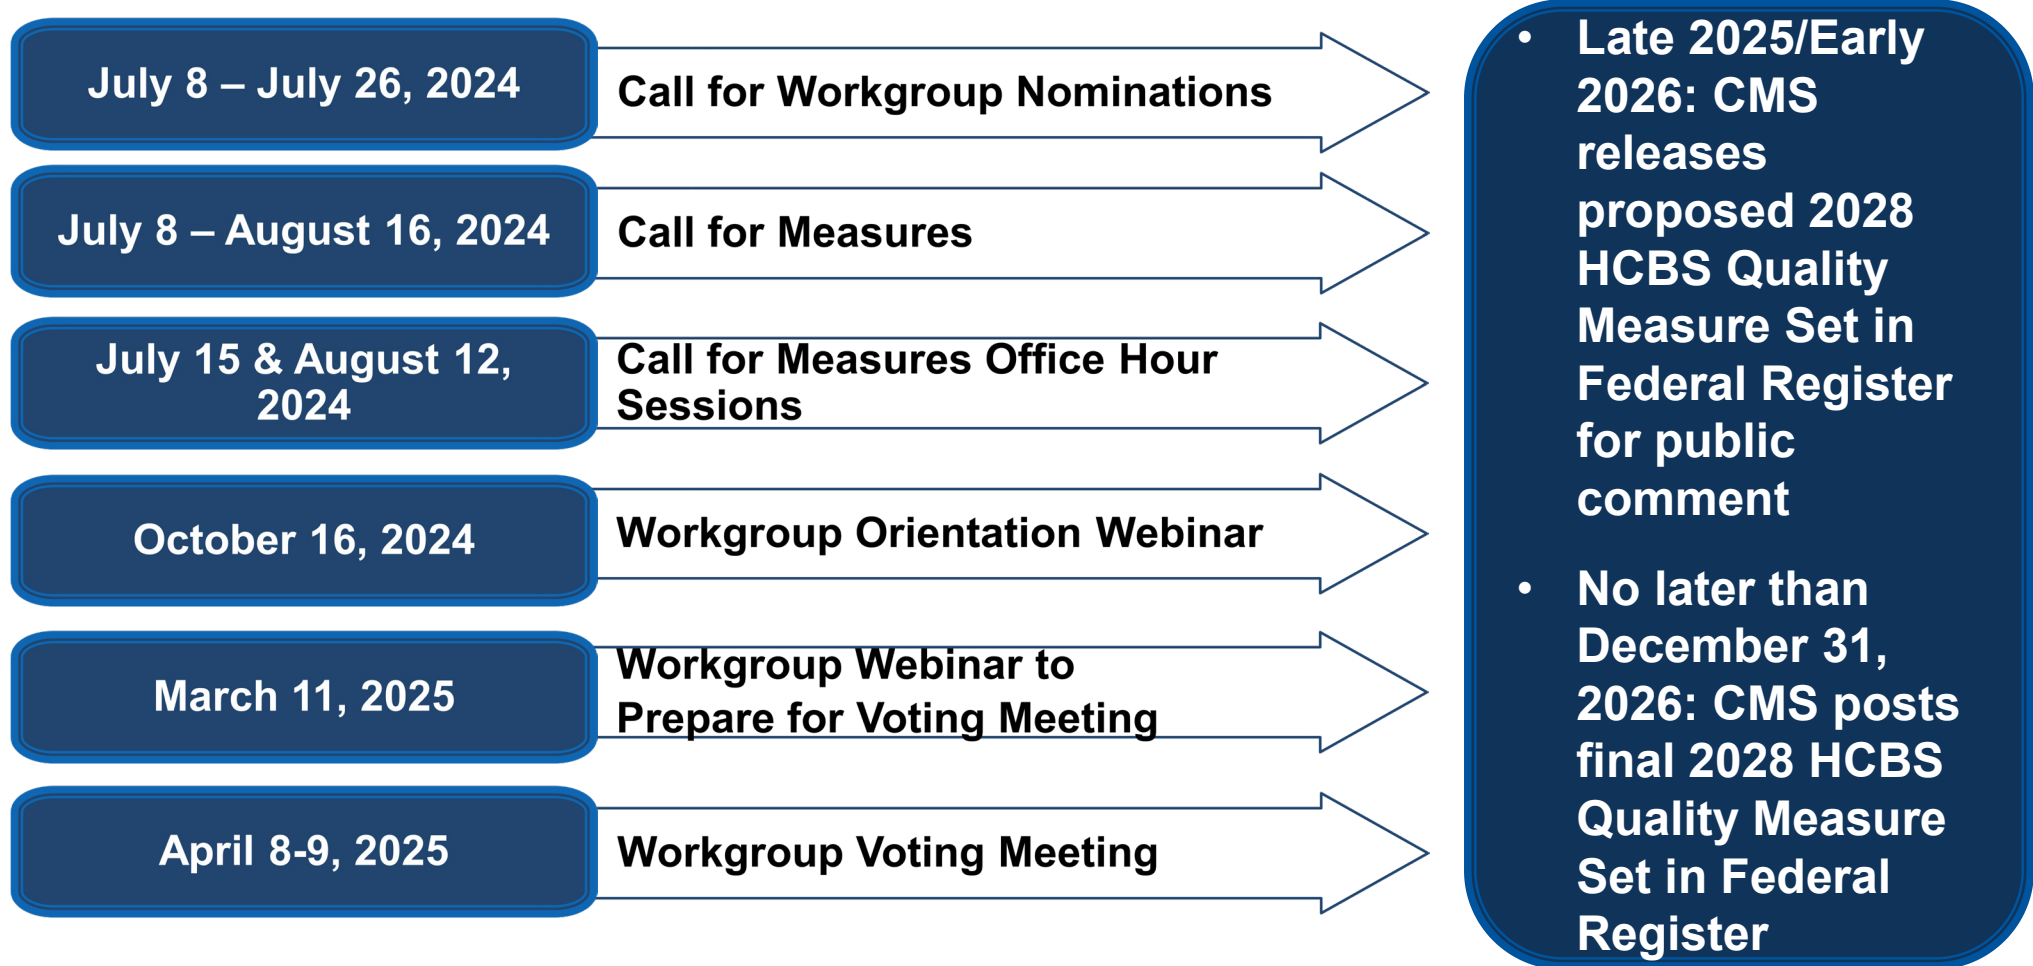 July 8 – July 26, 2024
Call for Workgroup Nominations
July 8 – August 16, 2024
Call for Measures
July 15 & August 12,
2024
Call for Measures Office Hour
Sessions
October 16, 2024
Workgroup Orientation Webinar
March 11, 2025
Workgroup Webinar to
Prepare for Voting Meeting
April 8-9, 2025
Workgroup Voting Meeting
• Late 2025/Early
2026: CMS
releases
proposed 2028
HCBS Quality
Measure Set in
Federal Register
for public
comment
• No later than
December 31,
2026: CMS posts
final 2028 HCBS
Quality Measure
Set in Federal
Register